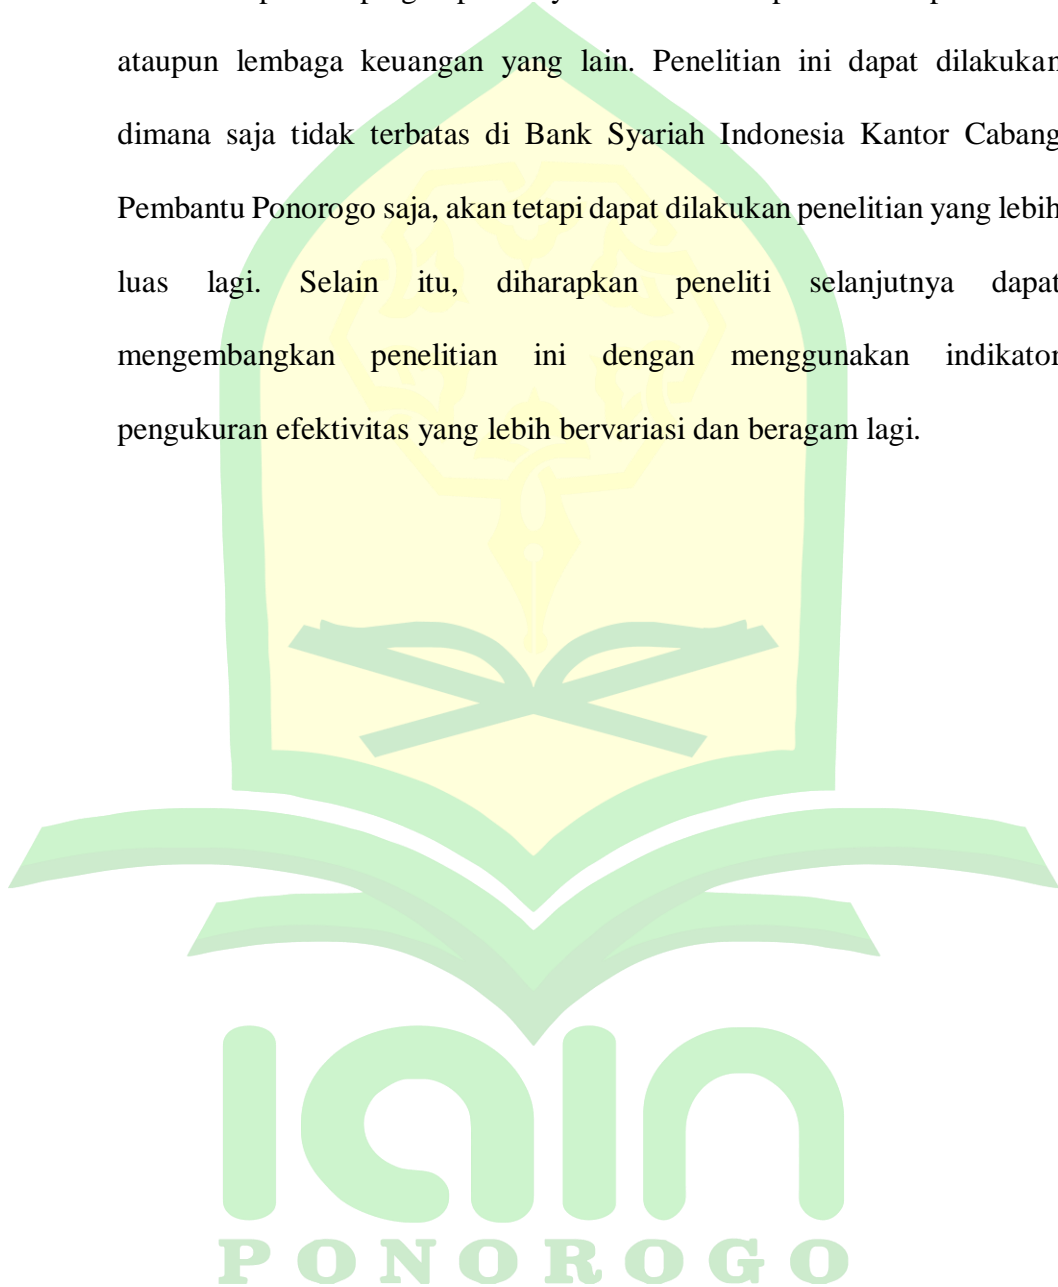 ataupun lembaga keuangan yang lain. Penelitian ini dapat dilakukan
dimana saja tidak terbatas di Bank Syariah Indonesia Kantor Cabang
Pembantu Ponorogo saja, akan tetapi dapat dilakukan penelitian yang lebih
luas lagi. Selain itu, diharapkan peneliti selanjutnya dapat
mengembangkan penelitian ini dengan menggunakan indikator
pengukuran efektivitas yang lebih bervariasi dan beragam lagi.
iain
PONOROGO